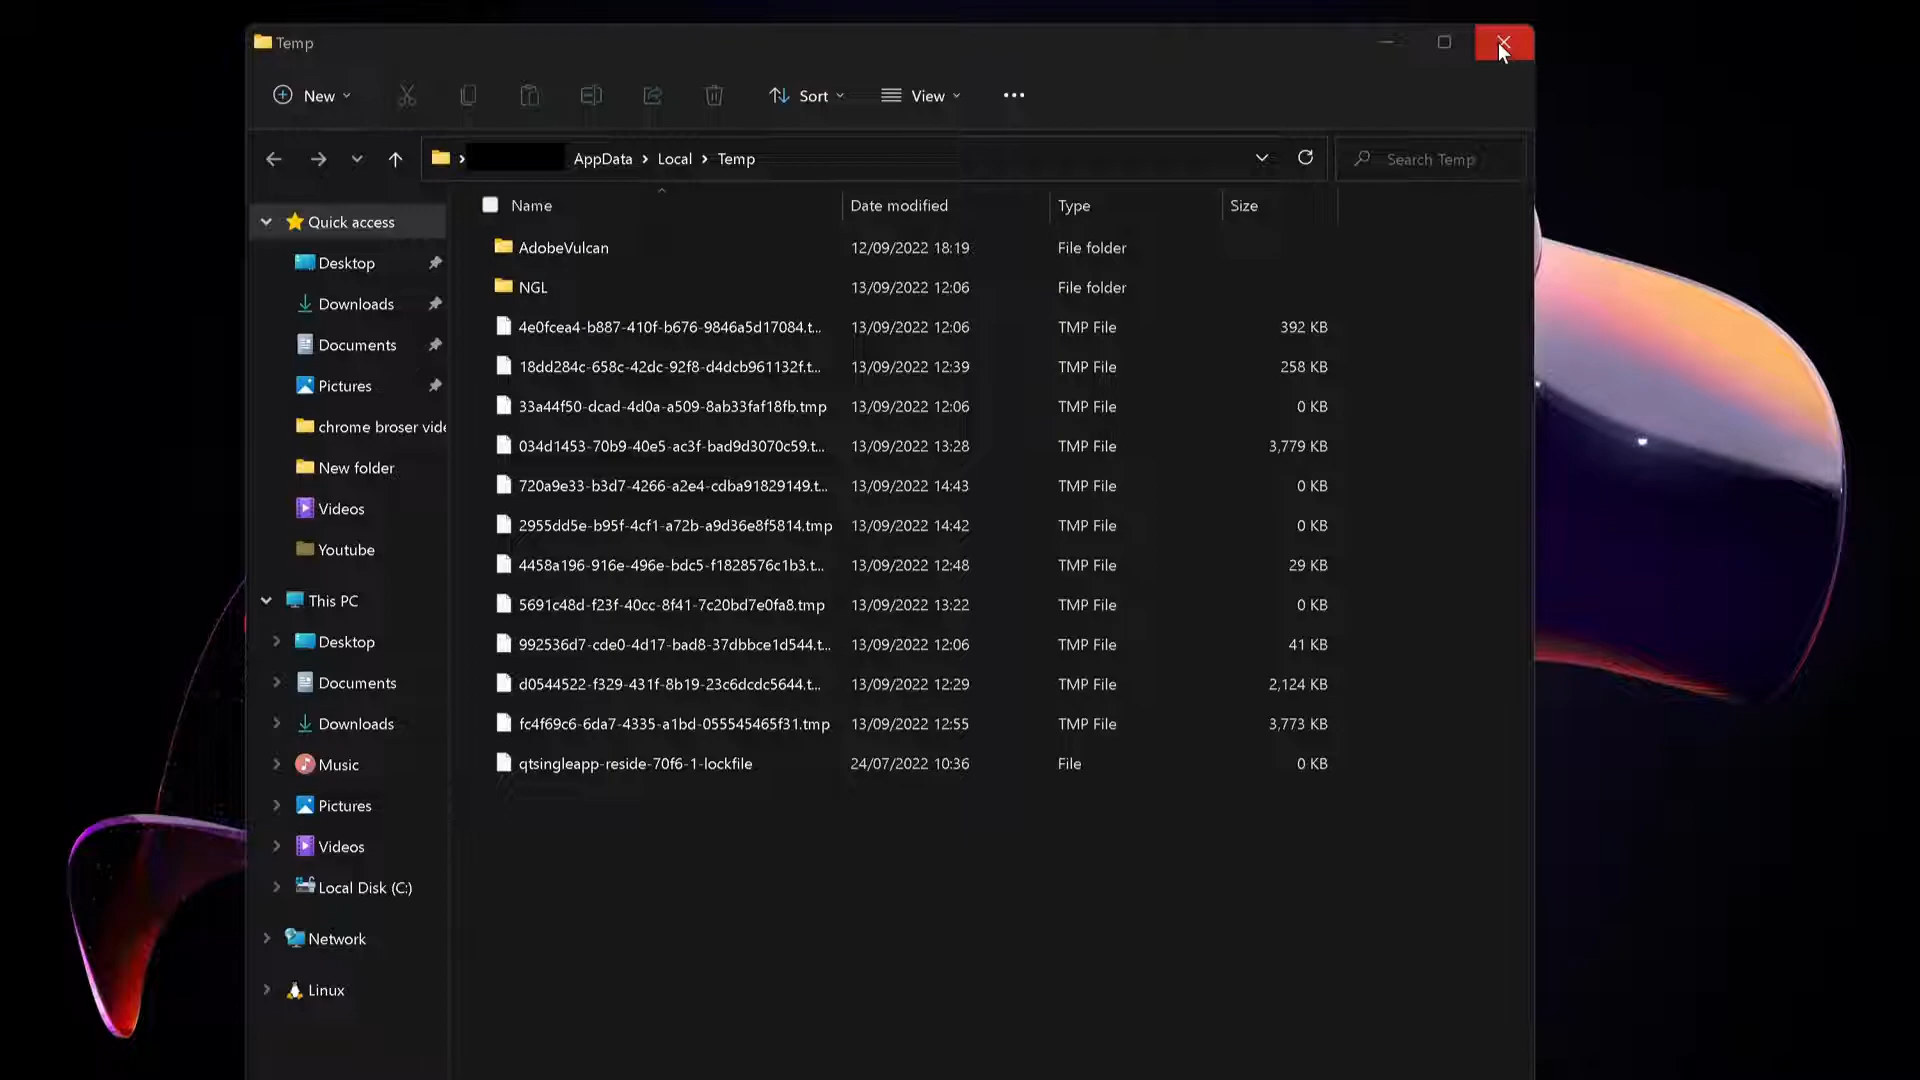 Temp
New
Sort
View
AppData › Local › Temp
Search Temp
Name Date modified Type Size
Quick access
Desktop
Downloads
Documents
Pictures
chrome broser vide
New folder
Videos
Youtube
This PC
Desktop
Documents
Downloads
Music
Pictures
Videos
Local Disk (C:)
Network
Linux
AdobeVulcan 12/09/2022 18:19 File folder
NGL 13/09/2022 12:06 File folder
4e0fcea4-b887-410f-b676-9846a5d17084.t... 13/09/2022 12:06 TMP File 392 KB
18dd284c-658c-42dc-92f8-d4dcb961132f.t... 13/09/2022 12:39 TMP File 258 KB
33a44f50-dcad-4d0a-a509-8ab33faf18fb.tmp 13/09/2022 12:06 TMP File 0 KB
034d1453-70b9-40e5-ac3f-bad9d3070c59.t... 13/09/2022 13:28 TMP File 3,779 KB
720a9e33-b3d7-4266-a2e4-cdba91829149.t... 13/09/2022 14:43 TMP File 0 KB
2955dd5e-b95f-4cf1-a72b-a9d36e8f5814.tmp 13/09/2022 14:42 TMP File 0 KB
4458a196-916e-496e-bdc5-f1828576c1b3.t... 13/09/2022 12:48 TMP File 29 KB
5691c48d-f23f-40cc-8f41-7c20bd7e0fa8.tmp 13/09/2022 13:22 TMP File 0 KB
992536d7-cde0-4d17-bad8-37dbbce1d544.t... 13/09/2022 12:06 TMP File 41 KB
d0544522-f329-431f-8b19-23c6dcdc5644.t... 13/09/2022 12:29 TMP File 2,124 KB
fc4f69c6-6da7-4335-a1bd-055545465f31.tmp 13/09/2022 12:55 TMP File 3,773 KB
qtsingleapp-reside-70f6-1-lockfile 24/07/2022 10:36 File 0 KB